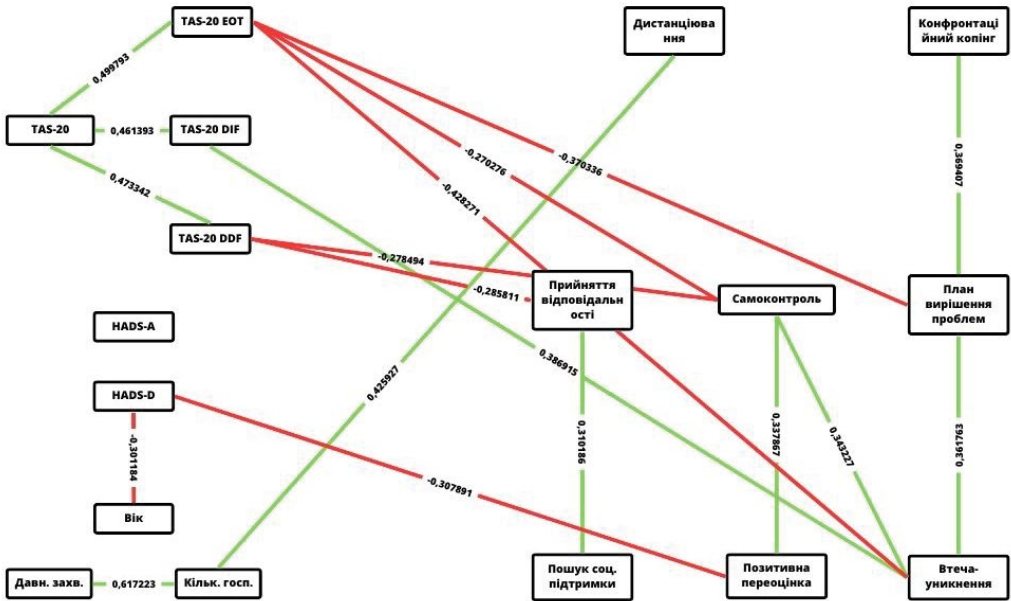 TAS-20 EOT
Дистанціюва
ння
Конфронтаці
йний копінг
0,499793
TAS-20
0,461393
TAS-20 DIF
-0,270276
-0,370336
0,369407
0,473342
-0,428271
TAS-20 DDF
-0,278494
-0,285811
Прийняття
відповідальн
ості
Самоконтроль
План
вирішення
проблем
HADS-A
0,386915
0,425927
HADS-D
-0,301184
0,310186
0,337867
0,343227
0,361763
-0,307891
Вік
Давн. захв.
0,617223
Кільк. госп.
Пошук соц.
підтримки
Позитивна
переоцінка
Втеча-
уникнення